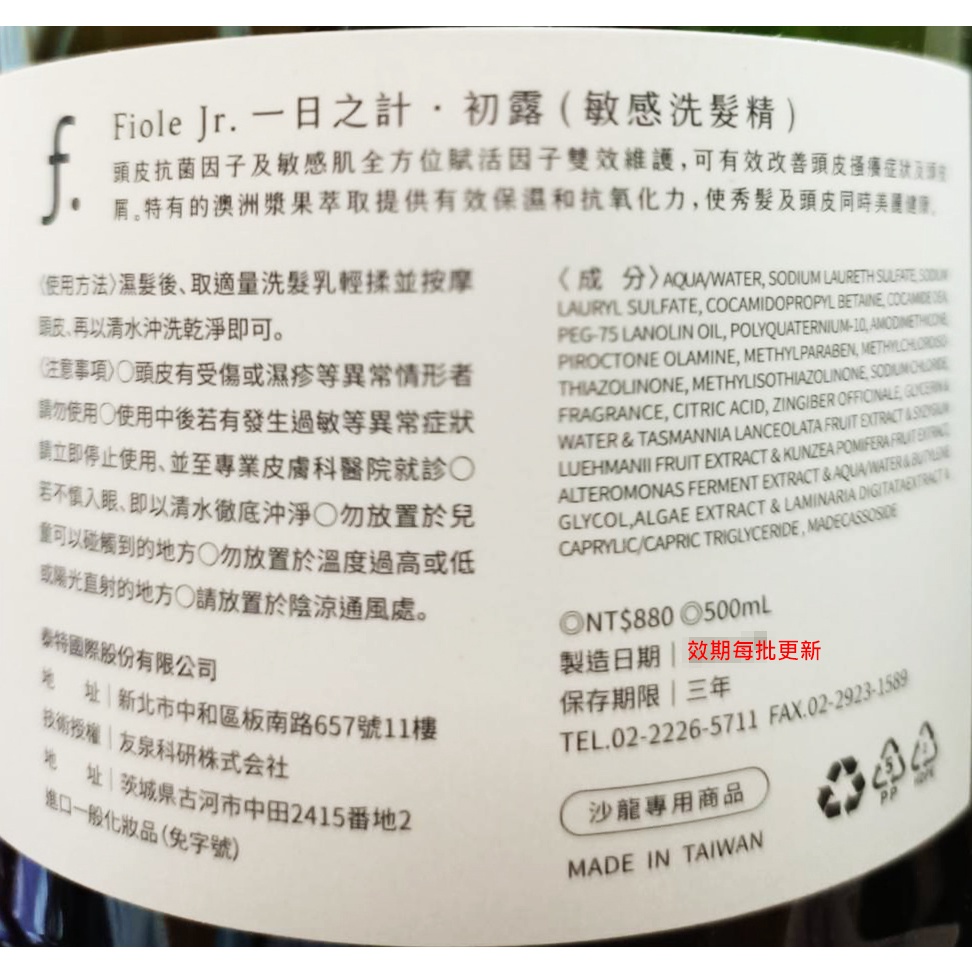 f.
Fiole Jr. 一日之計·初露(敏感洗髮精)
頭皮抗菌因子及敏感肌全方位賦活因子雙效維護,可有效改善頭皮搔癢症狀及頭皮
屑。特有的澳洲漿果萃取提供有效保濕和抗氧化力,使秀髮及頭皮同時美麗健康。
〈使用方法〉濕髮後、取適量洗髮乳輕揉並按摩
頭皮、再以清水沖洗乾淨即可。
〈注意事項〉○頭皮有受傷或濕疹等異常情形者
請勿使用○使用中後若有發生過敏等異常症狀
請立即停止使用、並至專業皮膚科醫院就診○
若不慎入眼、即以清水徹底沖淨○勿放置於兒
童可以碰觸到的地方○勿放置於溫度過高或低
或陽光直射的地方○請放置於陰涼通風處。
泰特國際股份有限公司
地 址|新北市中和區板南路657號11樓
技術授權|友泉科研株式会社
地 址|茨城県古河市中田2415番地2
進口一般化妝品(免字號)
〈成 分〉AQUA/WATER, SODIUM LAURETH SULFATE, SODIUM
LAURYL SULFATE, COCAMIDOPROPYL BETAINE, COCAMIDE DEA,
PEG-75 LANOLIN OIL, POLYQUATERNIUM-10, AMODIMETHICONE,
PIROCTONE OLAMINE, METHYLPARABEN, METHYLCHLOROISO-
THIAZOLINONE, METHYLISOTHIAZOLINONE, SODIUM CHLORIDE,
FRAGRANCE, CITRIC ACID, ZINGIBER OFFICINALE, GLYCERIN &
WATER & TASMANNIA LANCEOLATA FRUIT EXTRACT & SYZYGIUM
LUEHMANII FRUIT EXTRACT & KUNZEA POMIFERA FRUIT EXTRACT,
ALTEROMONAS FERMENT EXTRACT & AQUA/WATER & BUTYLENE
GLYCOL,ALGAE EXTRACT & LAMINARIA DIGITATAEXTRACT &
CAPRYLIC/CAPRIC TRIGLYCERIDE, MADECASSOSIDE
◎NT$880 ◎500mL
製造日期|效期每批更新
保存期限|三年
TEL.02-2226-5711 FAX.02-2923-1589
5
PP
HDPE
沙龍專用商品
MADE IN TAIWAN